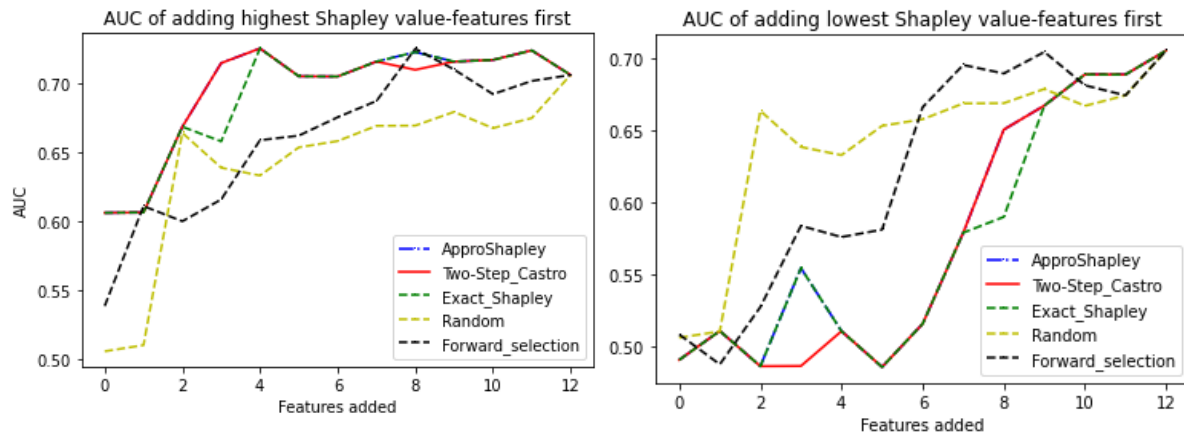 AUC of adding highest Shapley value-features first
0.70
0.65
0.60
0.55
0.50
AUC
0 2 4 6 8 10 12
Features added
ApproShapley
Two-Step_Castro
Exact_Shapley
Random
Forward_selection
AUC of adding lowest Shapley value-features first
0.70
0.65
0.60
0.55
0.50
0 2 4 6 8 10 12
Features added
ApproShapley
Two-Step_Castro
Exact_Shapley
Random
Forward_selection